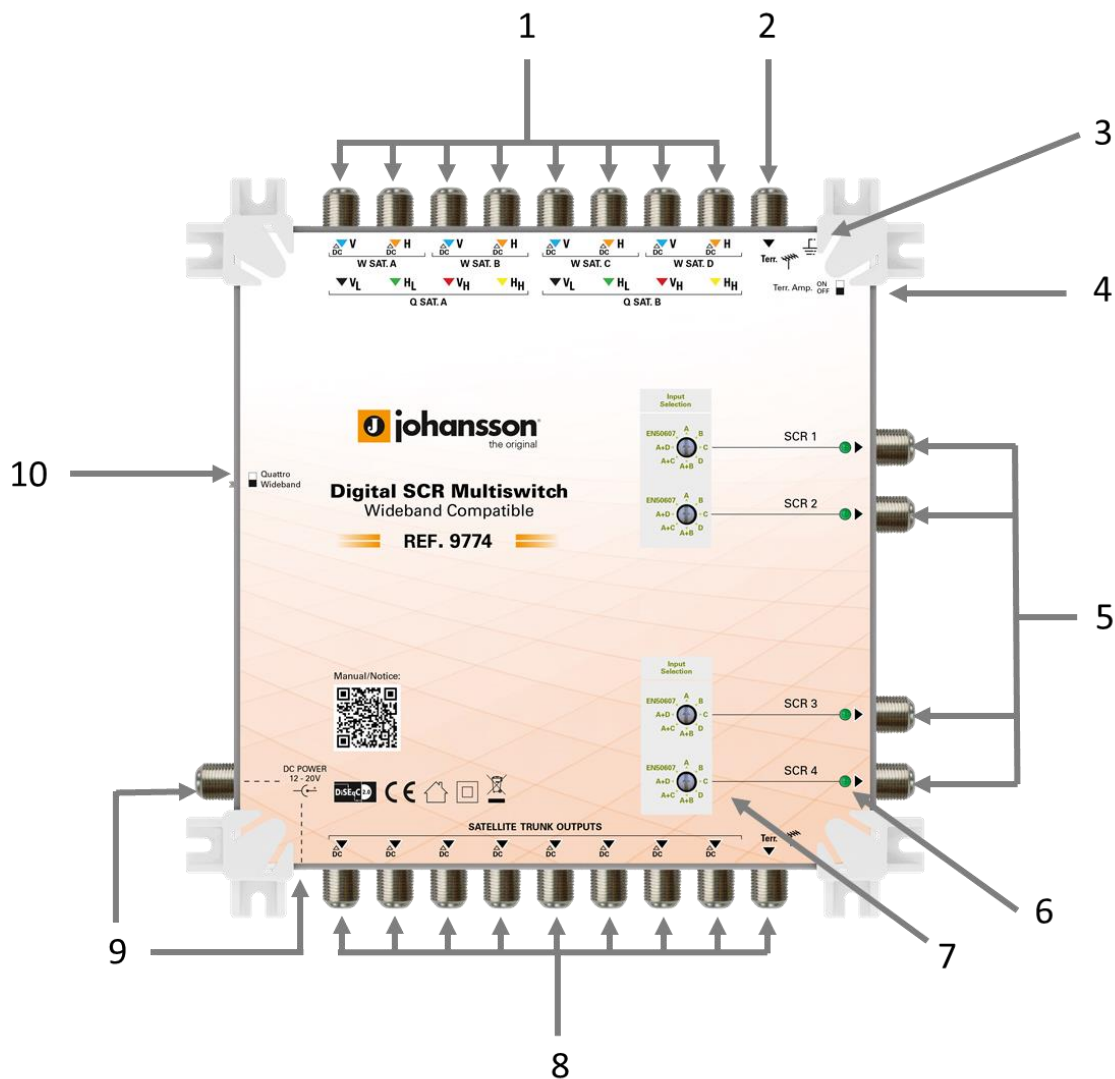 1
2
3
V H V H V H V H
DC DC DC DC DC DC DC DC
W SAT. A W SAT. B W SAT. C W SAT. D
Terr.
VL HL VH HH VL HL VH HH
Q SAT. A Q SAT. B
Terr. Amp. ON
OFF
4
Input
Selection
J johansson
the original
A
EN50607 B
A+D C
A+C D
A+B
SCR 1
10
Quattro
Wideband
Digital SCR Multiswitch
Wideband Compatible
REF. 9774
A
EN50607 B
A+D C
A+C D
A+B
SCR 2
5
Manual/Notice:
Input
Selection
A
EN50607 B
A+D C
A+C D
A+B
SCR 3
DC POWER
12 - 20V
DiSEqC 2.0
CE
A
EN50607 B
A+D C
A+C D
A+B
SCR 4
SATELLITE TRUNK OUTPUTS
Terr.
DC DC DC DC DC DC DC DC
6
7
9
8